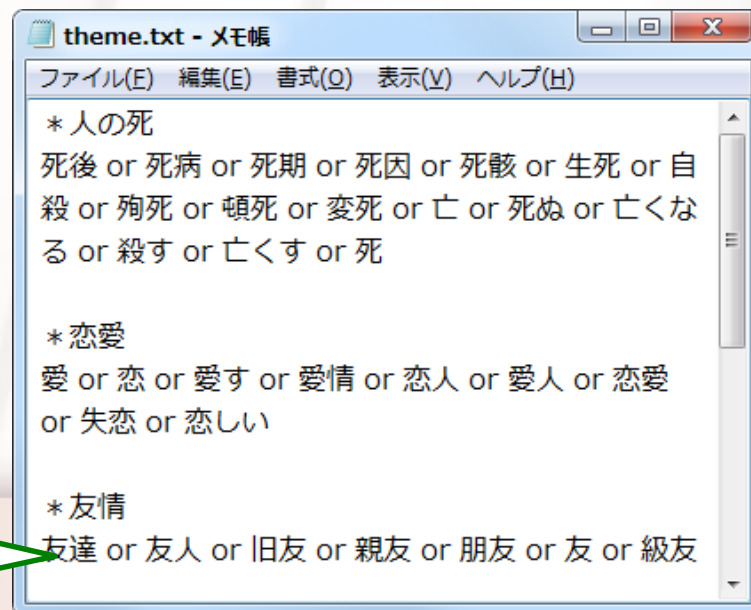 theme.txt - メモ帳
ファイル(F) 編集(E) 書式(O) 表示(V) ヘルプ(H)
＊人の死
死後 or 死病 or 死期 or 死因 or 死骸 or 生死 or 自
殺 or 殉死 or 頓死 or 変死 or 亡 or 死ぬ or 亡くな
る or 殺す or 亡くす or 死
＊恋愛
愛 or 恋 or 愛す or 愛情 or 恋人 or 愛人 or 恋愛
or 失恋 or 恋しい
＊友情
友達 or 友人 or 旧友 or 親友 or 朋友 or 友 or 級友